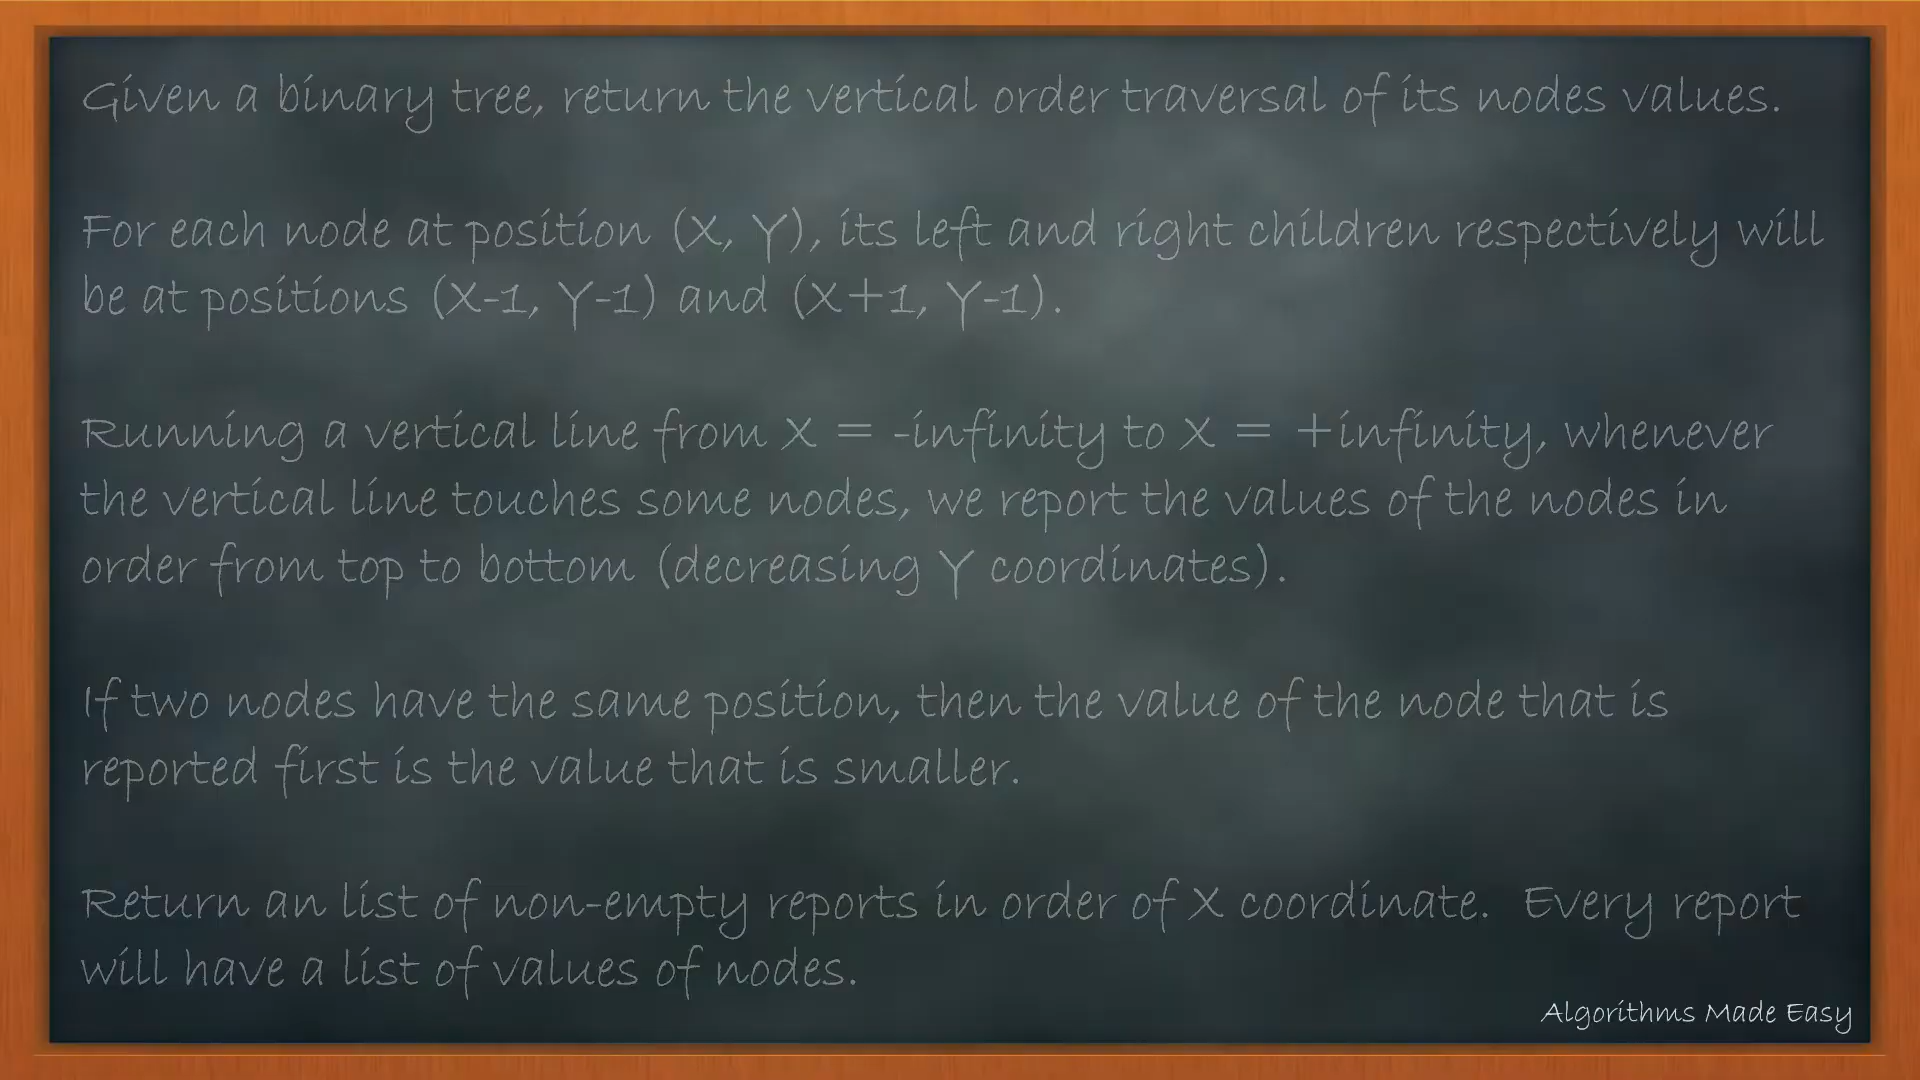 Given a binary tree, return the vertical order traversal of its nodes values.
For each node at position (X, Y), its left and right children respectively will
be at positions (X-1, Y-1) and (X+1, Y-1).
Running a vertical line from X = -infinity to X = +infinity, whenever
the vertical line touches some nodes, we report the values of the nodes in
order from top to bottom (decreasing Y coordinates).
If two nodes have the same position, then the value of the node that is
reported first is the value that is smaller.
Return an list of non-empty reports in order of X coordinate. Every report
will have a list of values of nodes.
Algorithms Made Easy